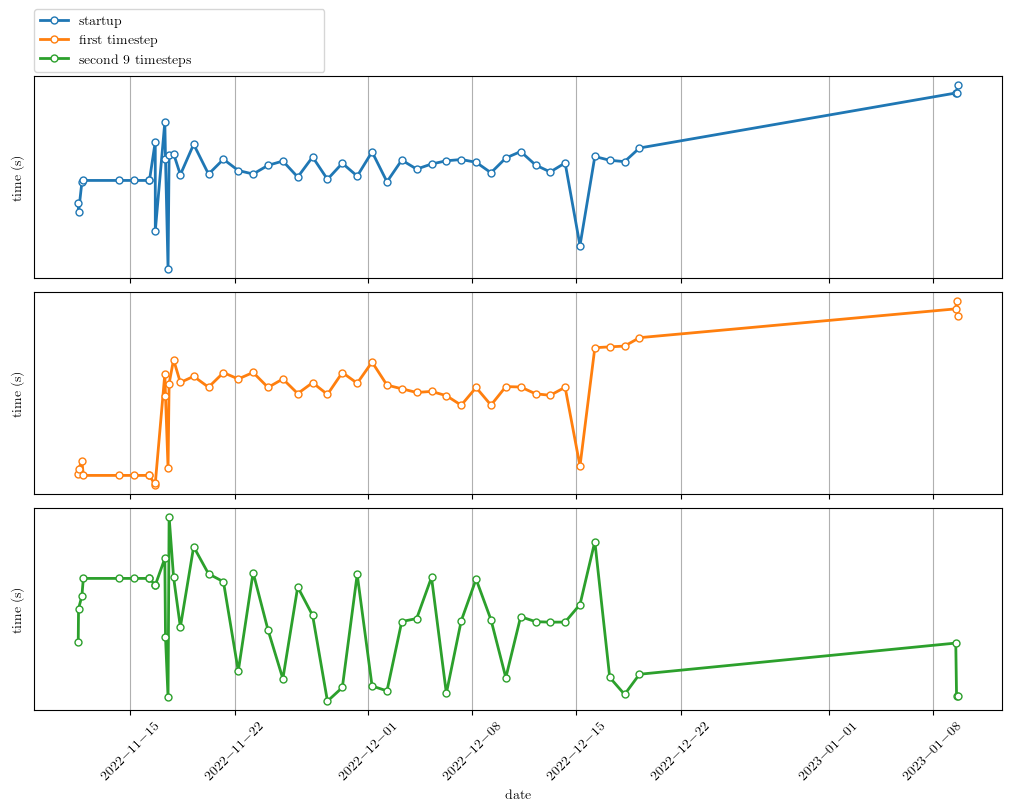 startup
first timestep
second 9 timesteps
time (s)
time (s)
time (s)
2022−11−15
2022−11−22
2022−12−01
2022−12−08
2022−12−15
2022−12−22
2023−01−01
2023−01−08
date